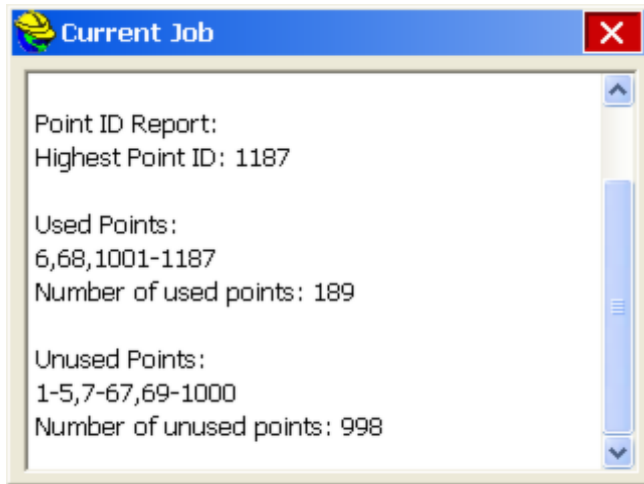 Current Job
Point ID Report:
Highest Point ID: 1187
Used Points:
6,68,1001-1187
Number of used points: 189
Unused Points:
1-5,7-67,69-1000
Number of unused points: 998